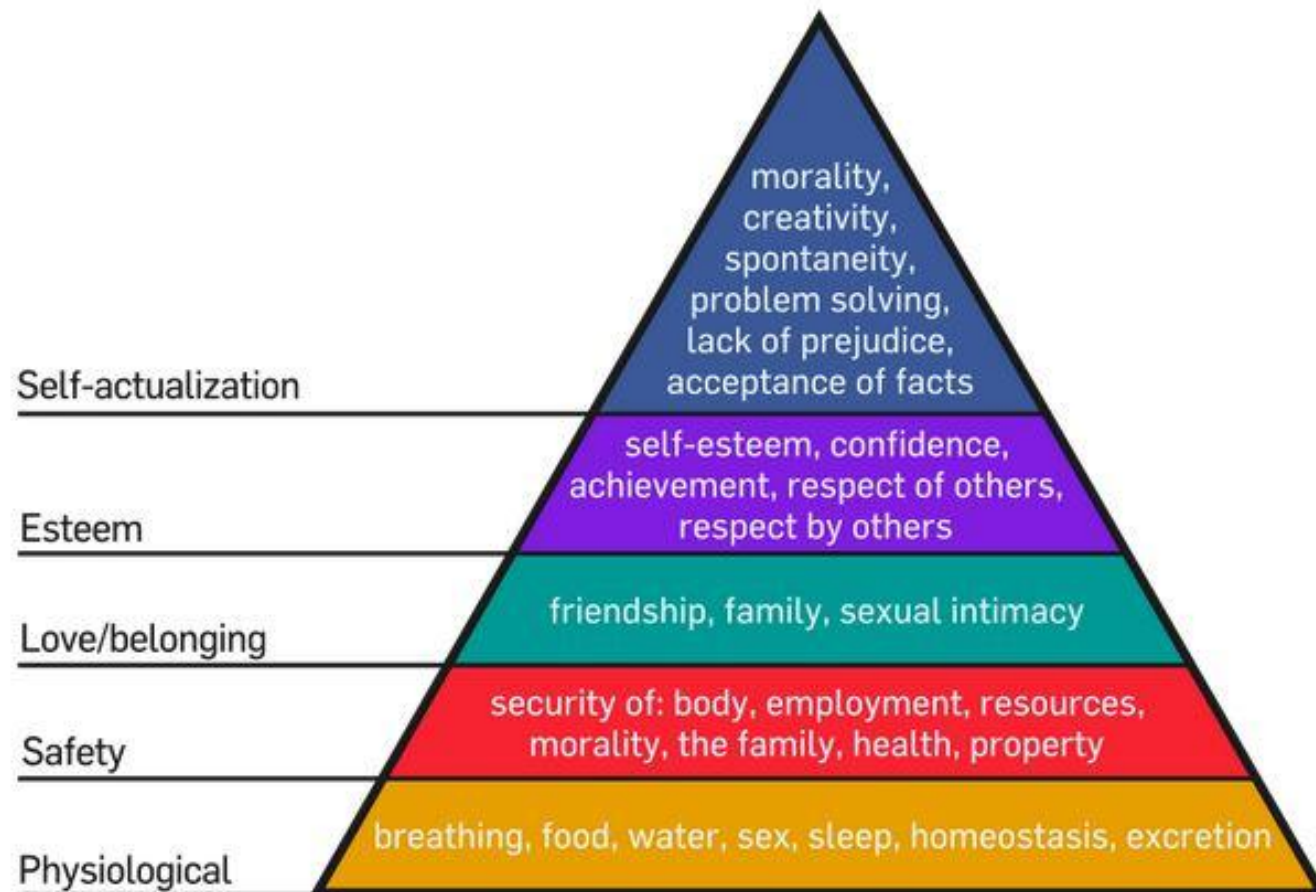 morality,
creativity,
spontaneity,
problem solving,
lack of prejudice,
acceptance of facts
Self-actualization
self-esteem, confidence,
achievement, respect of others,
respect by others
Esteem
friendship, family, sexual intimacy
Love/belonging
security of: body, employment, resources,
morality, the family, health, property
Safety
breathing, food, water, sex, sleep, homeostasis, excretion
Physiological